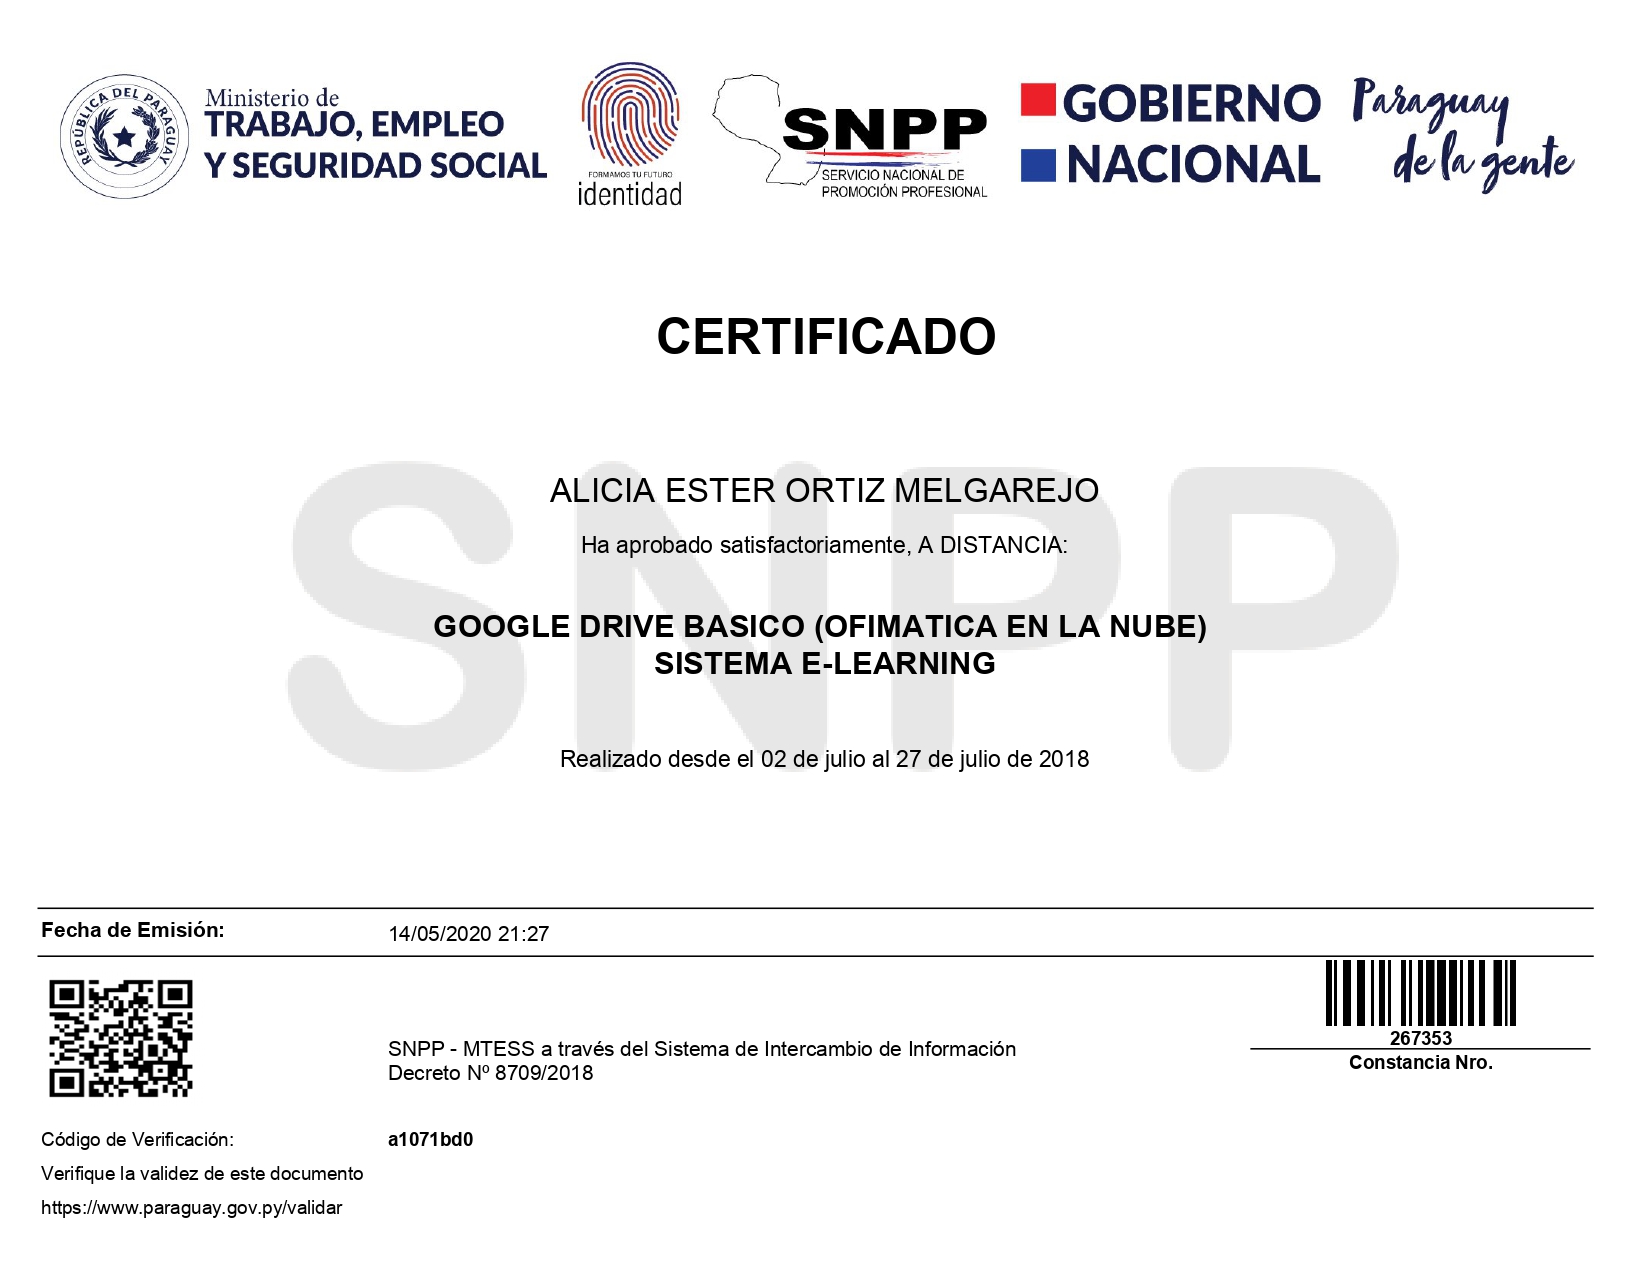 REPÚBLICA DEL PARAGUAY
Ministerio de
TRABAJO, EMPLEO
Y SEGURIDAD SOCIAL
FORMAMOS TU FUTURO
identidad
SNPP
SERVICIO NACIONAL DE
PROMOCIÓN PROFESIONAL
GOBIERNO
NACIONAL
Paraguay
de la gente
CERTIFICADO
SNPP
ALICIA ESTER ORTIZ MELGAREJO
Ha aprobado satisfactoriamente, A DISTANCIA:
GOOGLE DRIVE BASICO (OFIMATICA EN LA NUBE)
SISTEMA E-LEARNING
Realizado desde el 02 de julio al 27 de julio de 2018
Fecha de Emisión: 14/05/2020 21:27
267353
Constancia Nro.
SNPP - MTESS a través del Sistema de Intercambio de Información
Decreto Nº 8709/2018
Código de Verificación: a1071bd0
Verifique la validez de este documento
https://www.paraguay.gov.py/validar